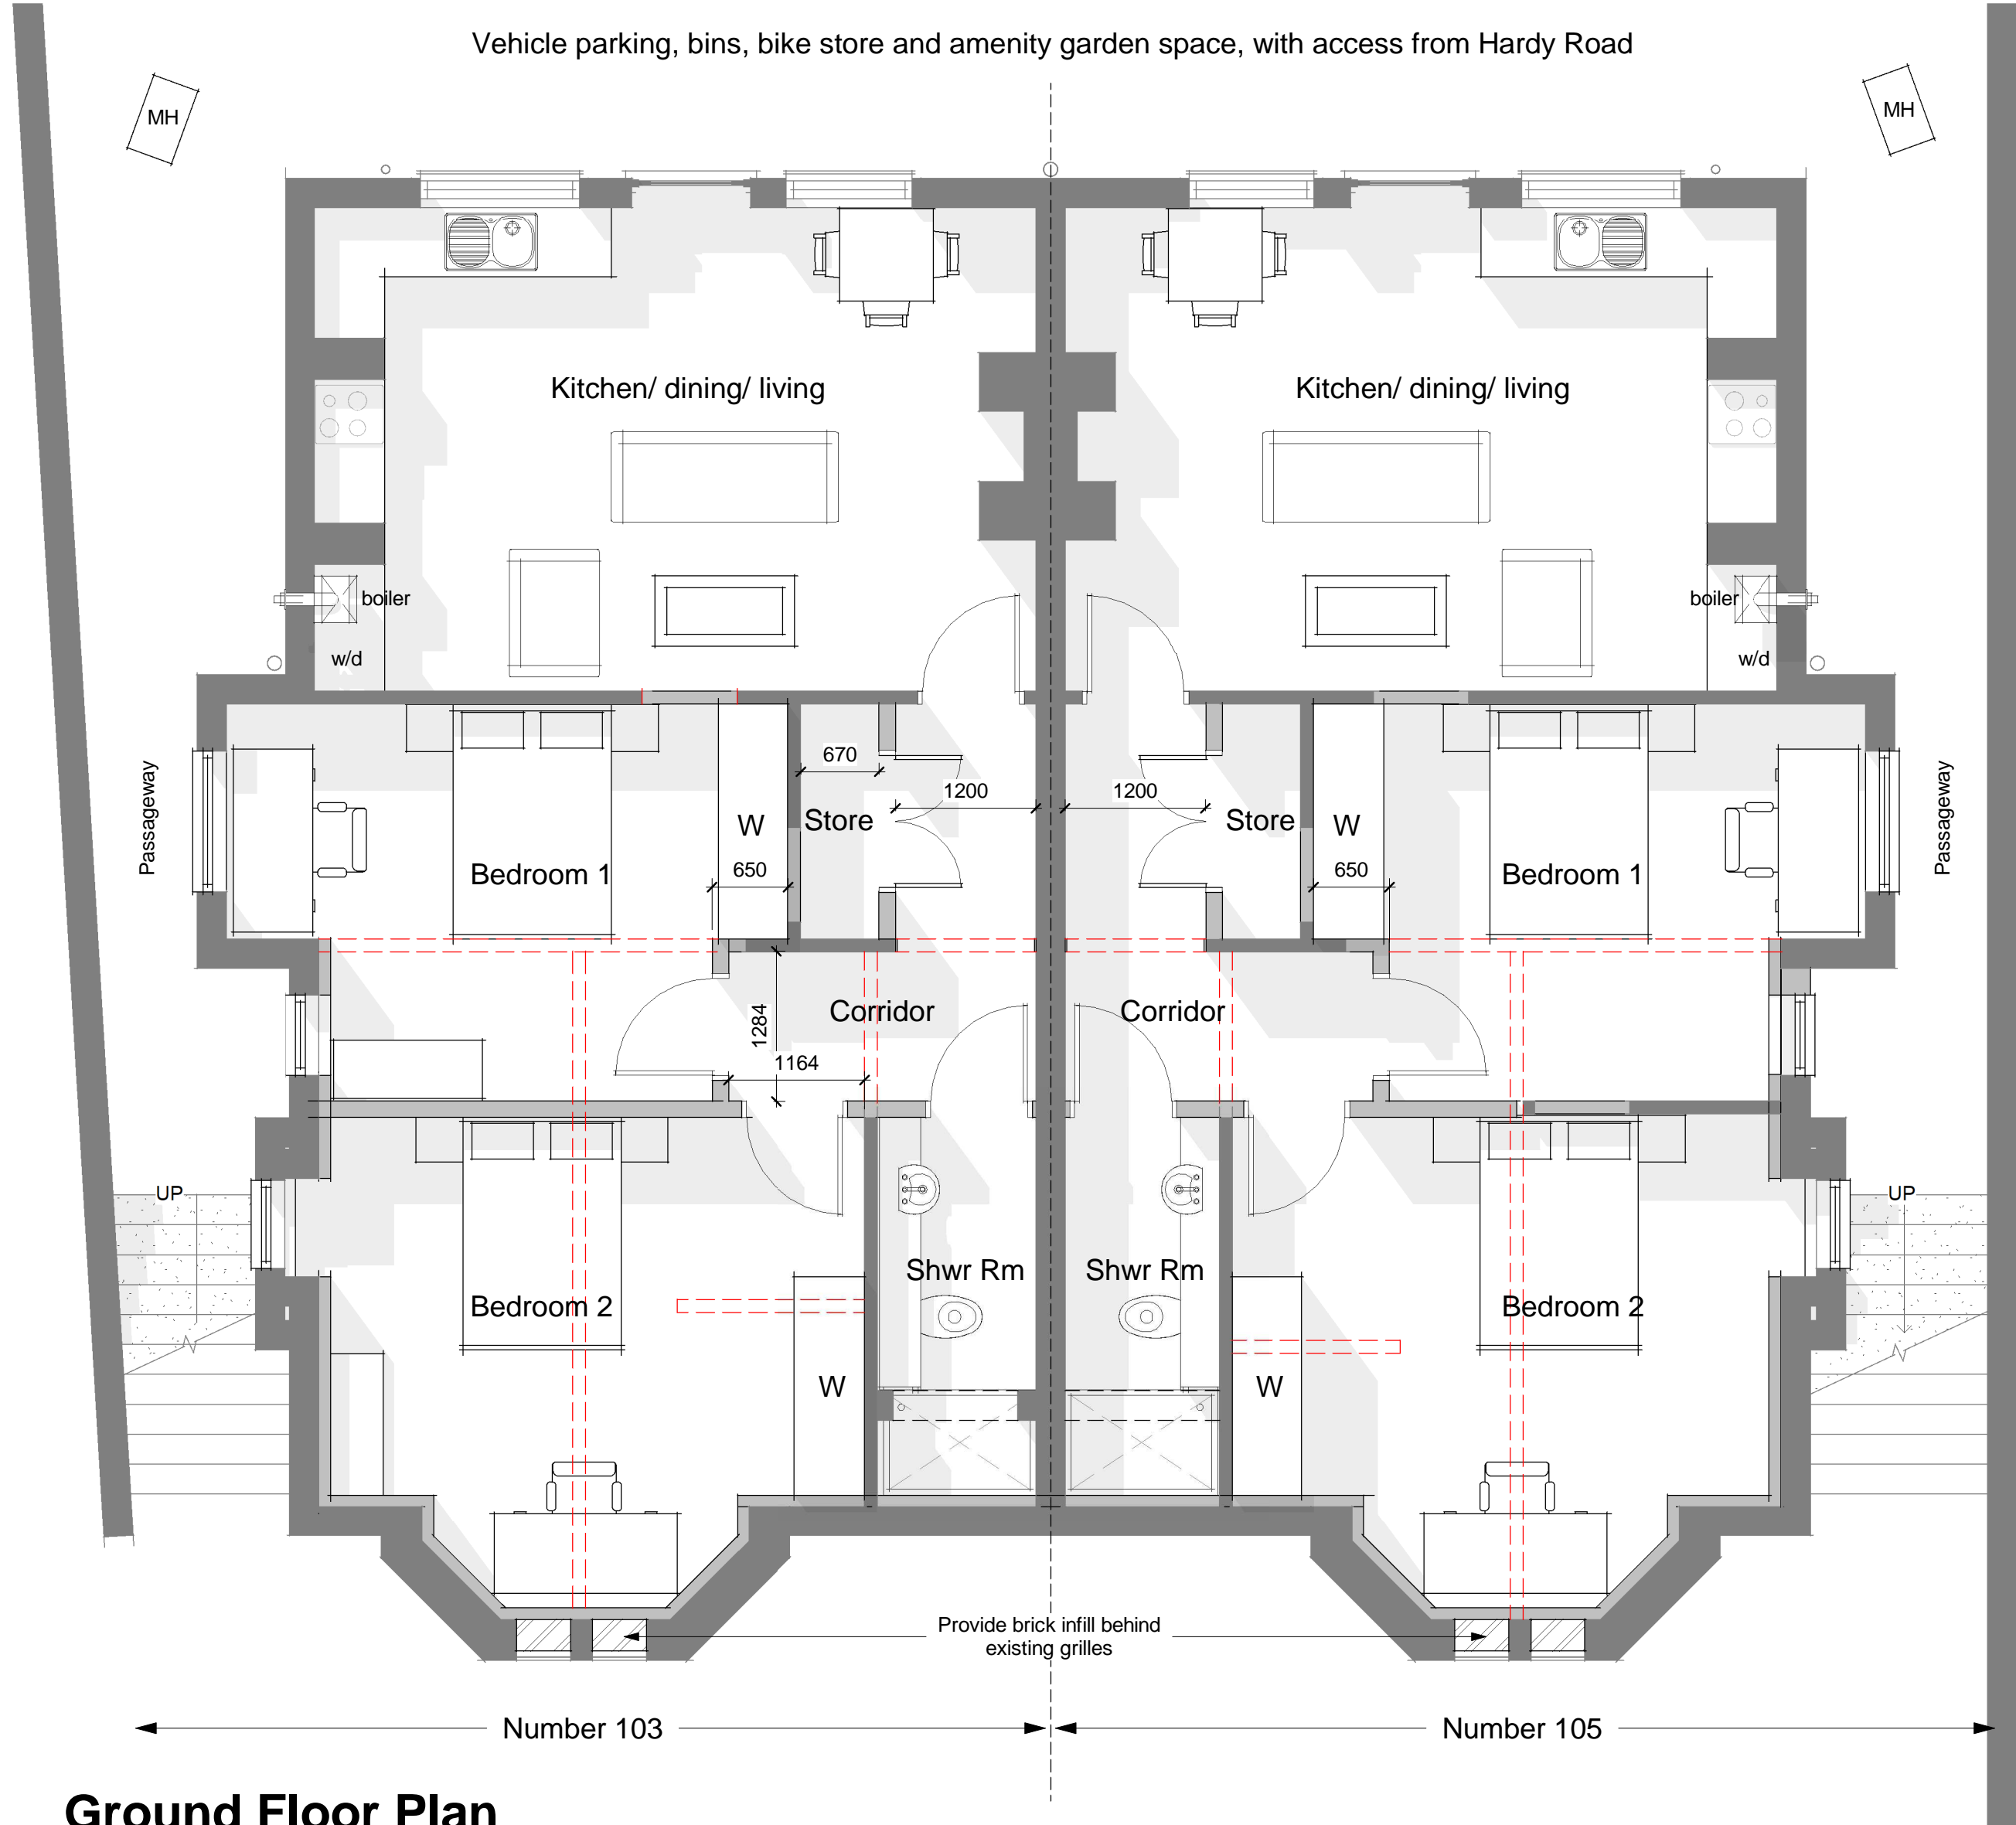 Vehicle parking, bins, bike store and amenity garden space, with access from Hardy Road
MH
MH
Kitchen/ dining/ living
Kitchen/ dining/ living
boiler
boiler
w/d
w/d
Passageway
670
1200
1200
Passageway
Store
Store
W
W
650
650
Bedroom 1
Bedroom 1
Corridor
Corridor
1284
1164
UP
UP
Shwr Rm
Shwr Rm
Bedroom 2
Bedroom 2
W
W
Provide brick infill behind
existing grilles
Number 103
Number 105
Ground Floor Plan